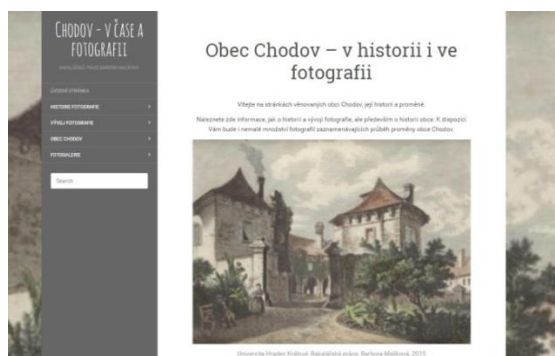 CHODOV – V ČASE A
FOTOGRAFII
ÚVODNÍ STRÁNKA
HISTORIE FOTOGRAFIE
VÝVOJ FOTOGRAFIE
OBEC CHODOV
FOTOGALERIE
Search
Obec Chodov – v historii i ve
fotografii
Vítejte na stránkách věnovaných obci Chodov, její historii a proměně.
Naleznete zde informace, jak o historii a vývoji fotografie, ale především o historii obce. K dispozici
Vám bude i nemalé množství fotografií zaznamenávajících průběh proměny obce Chodov.
Univerzita Hradec Králové, Bakalářská práce, Barbora Mašková, 2015